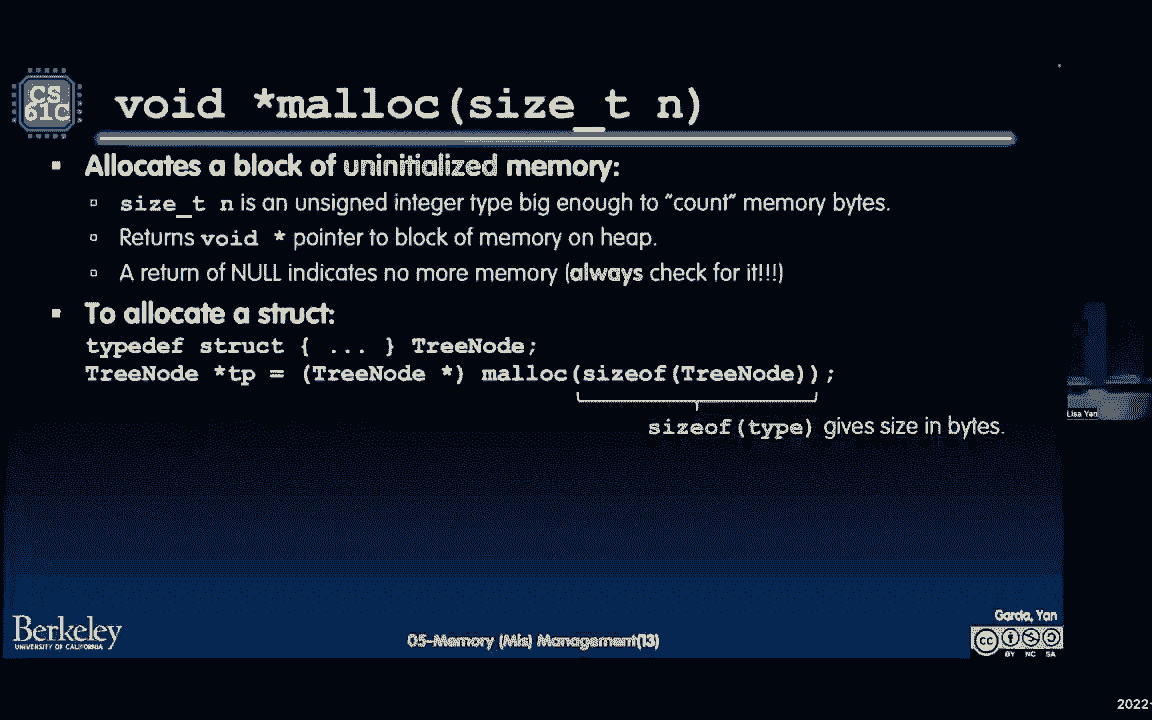 CS
61C
void *malloc(size_t n)
▪ Allocates a block of uninitialized memory:
▫ size_t n is an unsigned integer type big enough to "count" memory bytes.
▫ Returns void * pointer to block of memory on heap.
▫ A return of NULL indicates no more memory (always check for it!!!)
▪ To allocate a struct:
typedef struct { ... } TreeNode;
TreeNode *tp = (TreeNode *) malloc(sizeof(TreeNode));
sizeof(type) gives size in bytes.
Lisa Yan
Berkeley
UNIVERSITY OF CALIFORNIA
05-Memory (Mis) Management(13)
Garcia, Yan
cc
BY NC SA
2022-